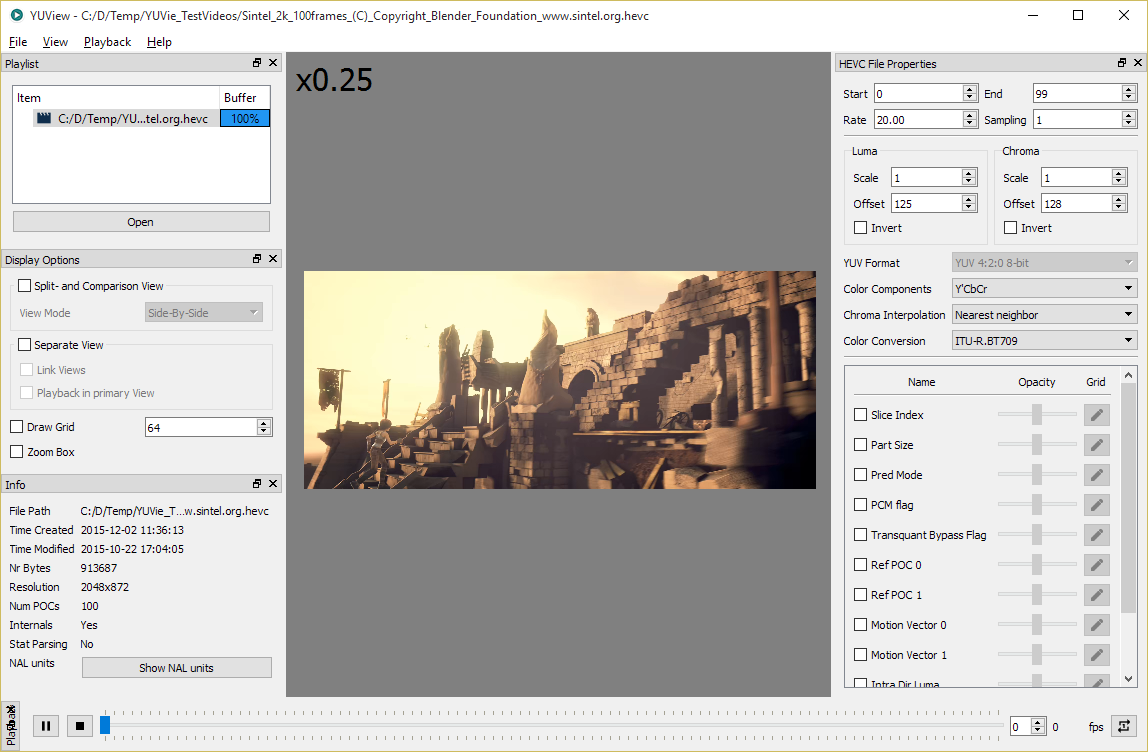 YUView - C:/D/Temp/YUVie_TestVideos/Sintel_2k_100frames_(C)_Copyright_Blender_Foundation_www.sintel.org.hevc
File View Playback Help
Playlist
Item Buffer
C:/D/Temp/YU...tel.org.hevc 100%
Open
Display Options
Split- and Comparison View
View Mode Side-By-Side
Separate View
Link Views
Playback in primary View
Draw Grid 64
Zoom Box
Info
File Path C:/D/Temp/YUVie_T...w.sintel.org.hevc
Time Created 2015-12-02 11:36:13
Time Modified 2015-10-22 17:04:05
Nr Bytes 913687
Resolution 2048x872
Num POCs 100
Internals Yes
Stat Parsing No
NAL units Show NAL units
x0.25
HEVC File Properties
Start 0 End 99
Rate 20.00 Sampling 1
Luma Chroma
Scale 1 Scale 1
Offset 125 Offset 128
Invert Invert
YUV Format YUV 4:2:0 8-bit
Color Components Y'CbCr
Chroma Interpolation Nearest neighbor
Color Conversion ITU-R.BT709
Name Opacity Grid
Slice Index
Part Size
Pred Mode
PCM flag
Transquant Bypass Flag
Ref POC 0
Ref POC 1
Motion Vector 0
Motion Vector 1
Intra Dir Luma
Playback
0 0 fps